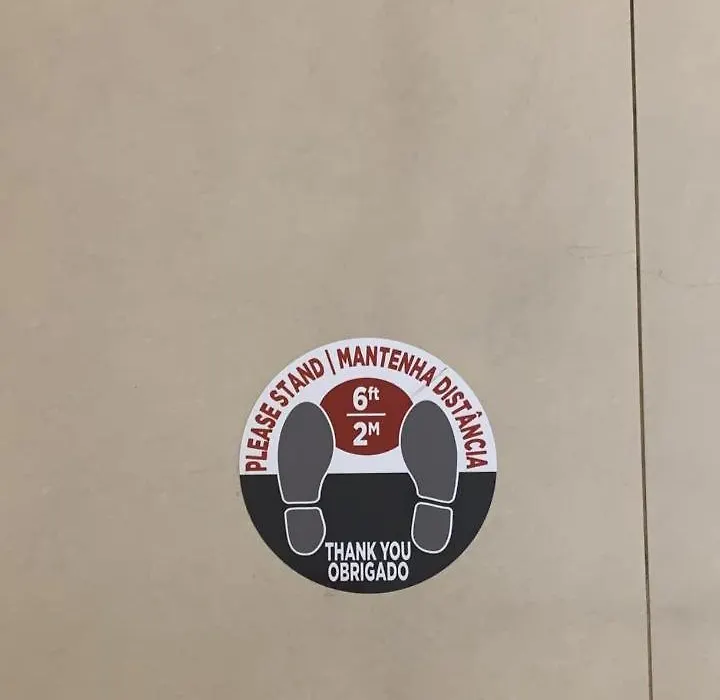 PLEASE STAND | MANTENHA DISTÂNCIA
6ft
2M
THANK YOU
OBRIGADO